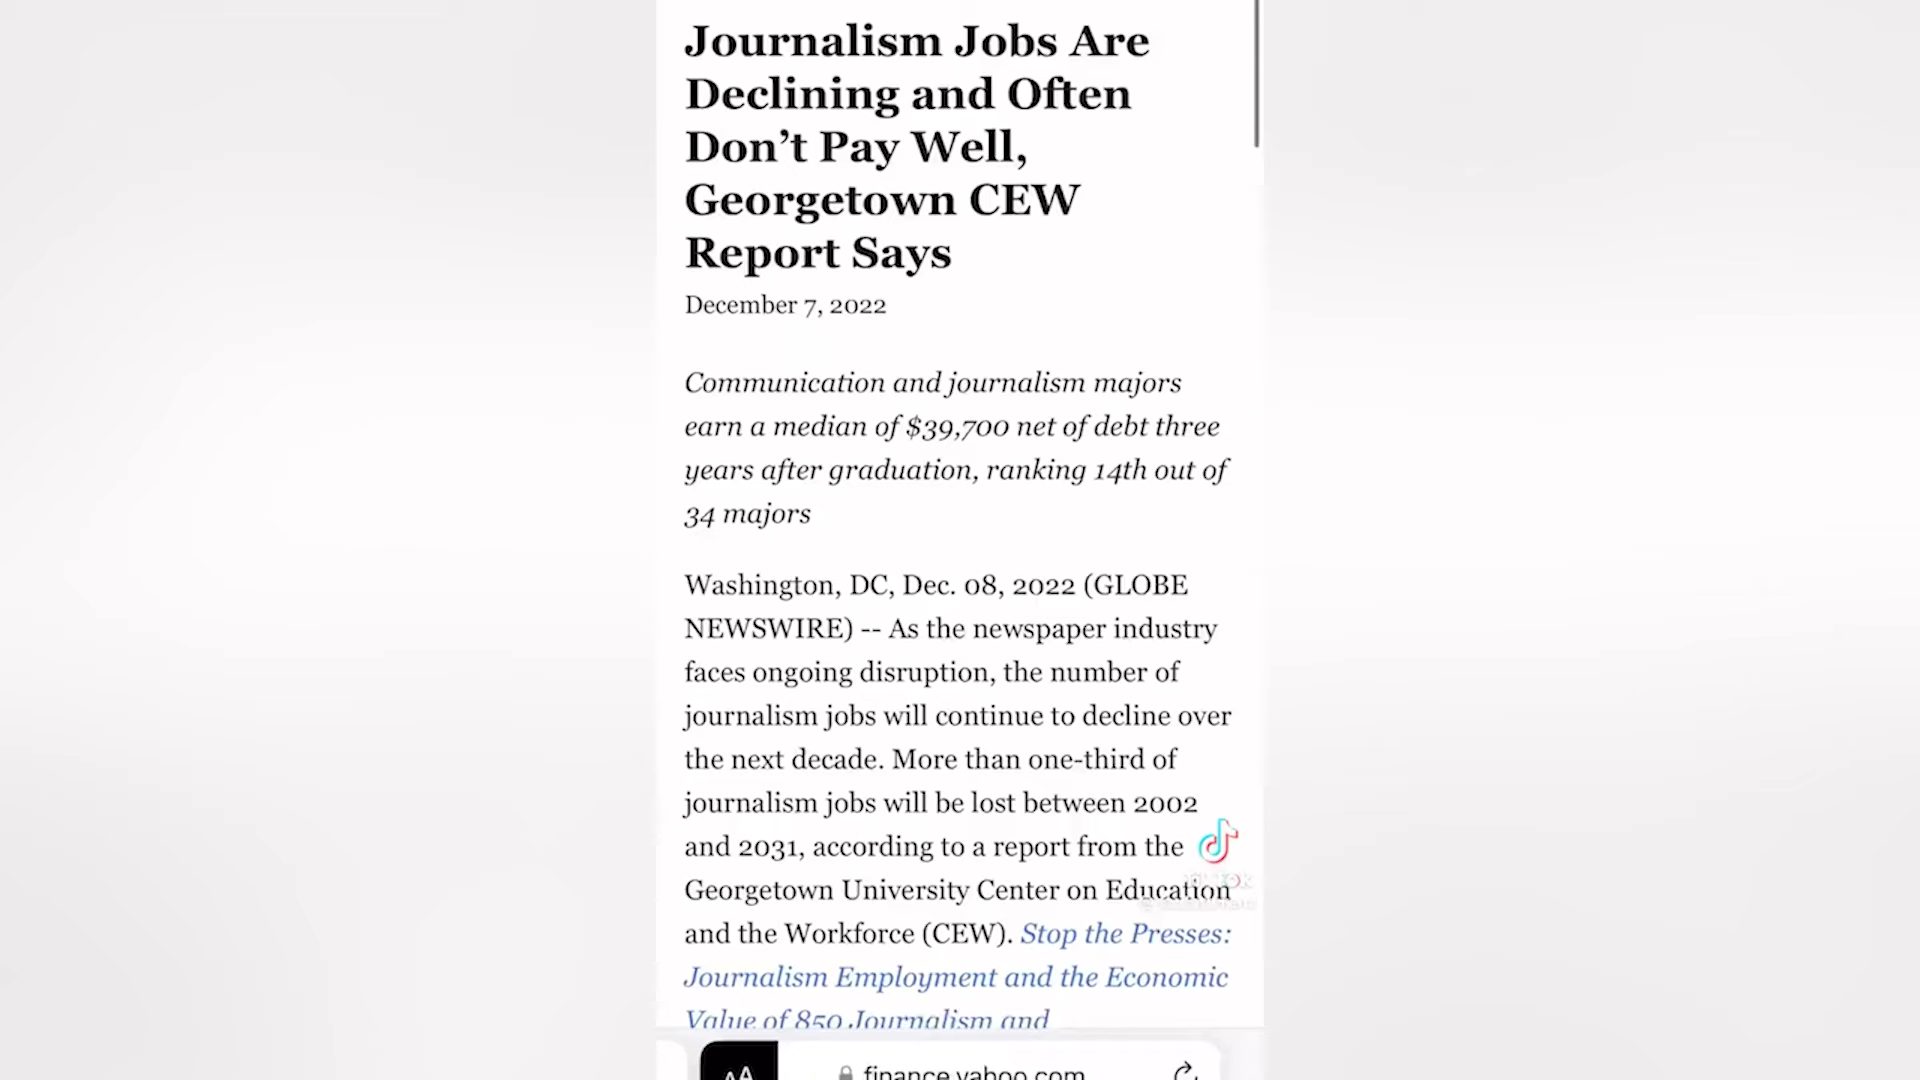 Journalism Jobs Are
Declining and Often
Don’t Pay Well,
Georgetown CEW
Report Says
December 7, 2022
Communication and journalism majors
earn a median of $39,700 net of debt three
years after graduation, ranking 14th out of
34 majors
Washington, DC, Dec. 08, 2022 (GLOBE
NEWSWIRE) -- As the newspaper industry
faces ongoing disruption, the number of
journalism jobs will continue to decline over
the next decade. More than one-third of
journalism jobs will be lost between 2002
and 2031, according to a report from the
Georgetown University Center on Education
and the Workforce (CEW). Stop the Presses:
Journalism Employment and the Economic
Value of 850 Journalism and
AA finance.yahoo.com
TikTok